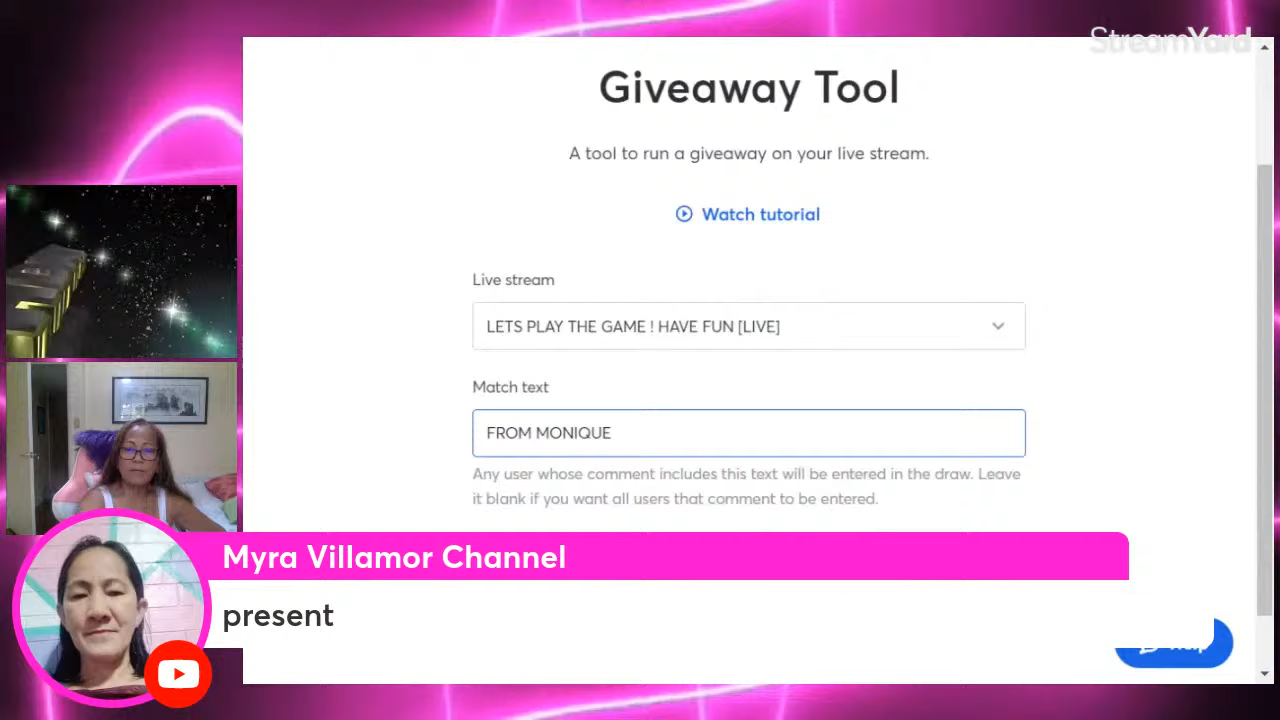 StreamYard
Giveaway Tool
A tool to run a giveaway on your live stream.
Watch tutorial
Live stream
LETS PLAY THE GAME ! HAVE FUN [LIVE]
Match text
FROM MONIQUE
Any user whose comment includes this text will be entered in the draw. Leave
it blank if you want all users that comment to be entered.
Myra Villamor Channel
present
Help